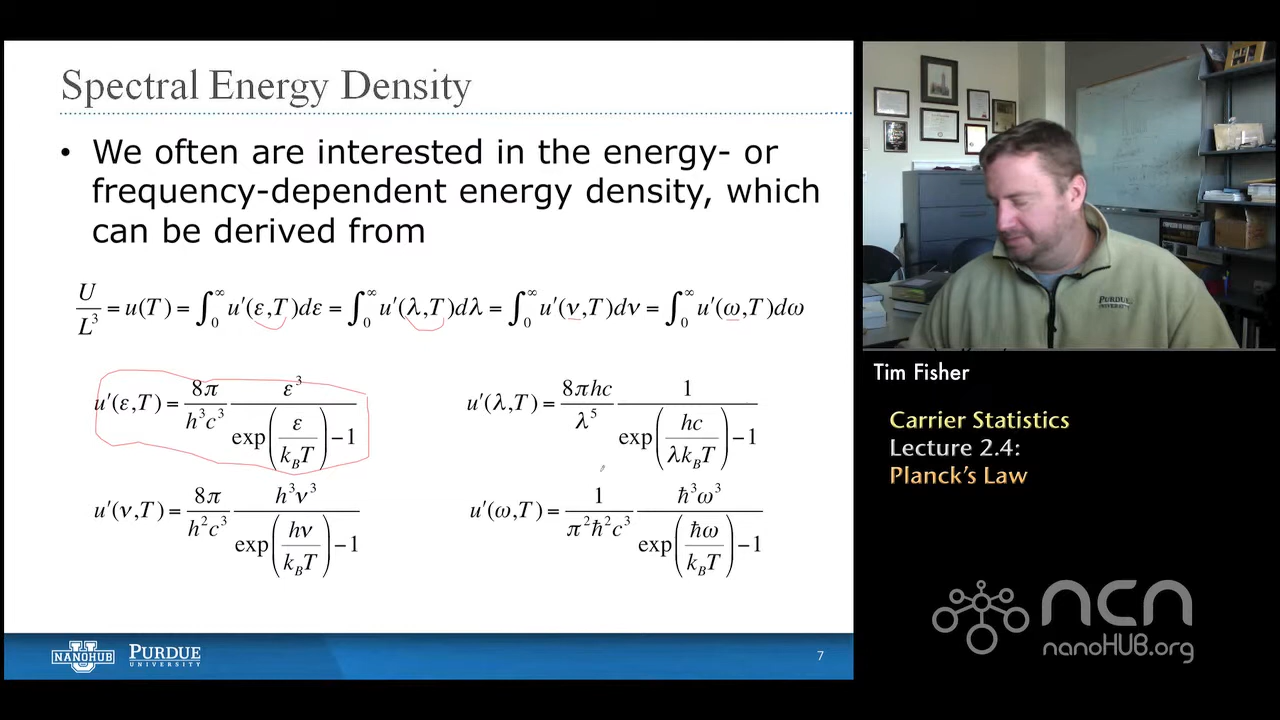 Spectral Energy Density
• We often are interested in the energy- or
frequency-dependent energy density, which
can be derived from
U/L³ = u(T) = ∫₀^∞ u′(ε,T)dε = ∫₀^∞ u′(λ,T)dλ = ∫₀^∞ u′(ν,T)dν = ∫₀^∞ u′(ω,T)dω
u′(ε,T) = 8π/(h³c³) ε³/(exp(ε/(k_BT))−1)
u′(λ,T) = 8πhc/λ⁵ 1/(exp(hc/(λk_BT))−1)
u′(ν,T) = 8π/(h²c³) h³ν³/(exp(hν/(k_BT))−1)
u′(ω,T) = 1/(π²ħ²c³) ħ³ω³/(exp(ħω/(k_BT))−1)
NANOHUB
PURDUE
UNIVERSITY
7
PURDUE
Tim Fisher
Carrier Statistics
Lecture 2.4:
Planck's Law
ncn
nanoHUB.org